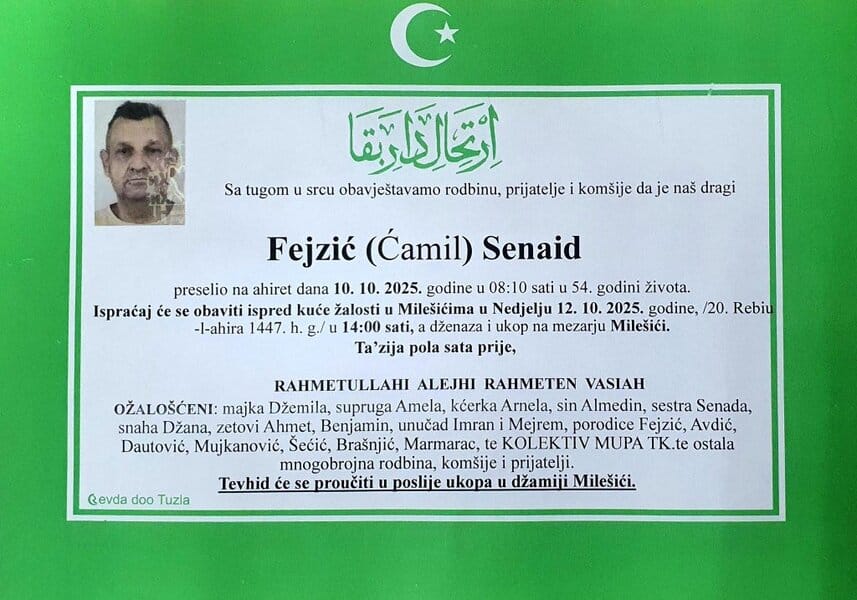 اِرْتِحَالِ دَارِ بَقَا
Sa tugom u srcu obavještavamo rodbinu, prijatelje i komšije da je naš dragi
Fejzić (Ćamil) Senaid
preselio na ahiret dana 10. 10. 2025. godine u 08:10 sati u 54. godini života.
Ispraćaj će se obaviti ispred kuće žalosti u Milešićima u Nedjelju 12. 10. 2025. godine, /20. Rebiu
-l-ahira 1447. h. g./ u 14:00 sati, a dženaza i ukop na mezarju Milešići.
Ta’zija pola sata prije,
RAHMETULLAHI ALEJHI RAHMETEN VASIAH
OŽALOŠĆENI: majka Džemila, supruga Amela, kćerka Arnela, sin Almedin, sestra Senada,
snaha Džana, zetovi Ahmet, Benjamin, unučad Imran i Mejrem, porodice Fejzić, Avdić,
Dautović, Mujkanović, Šećić, Brašnjić, Marmarac, te KOLEKTIV MUPA TK.te ostala
mnogobrojna rodbina, komšije i prijatelji.
Tevhid će se proučiti u poslije ukopa u džamiji Milešići.
evda doo Tuzla